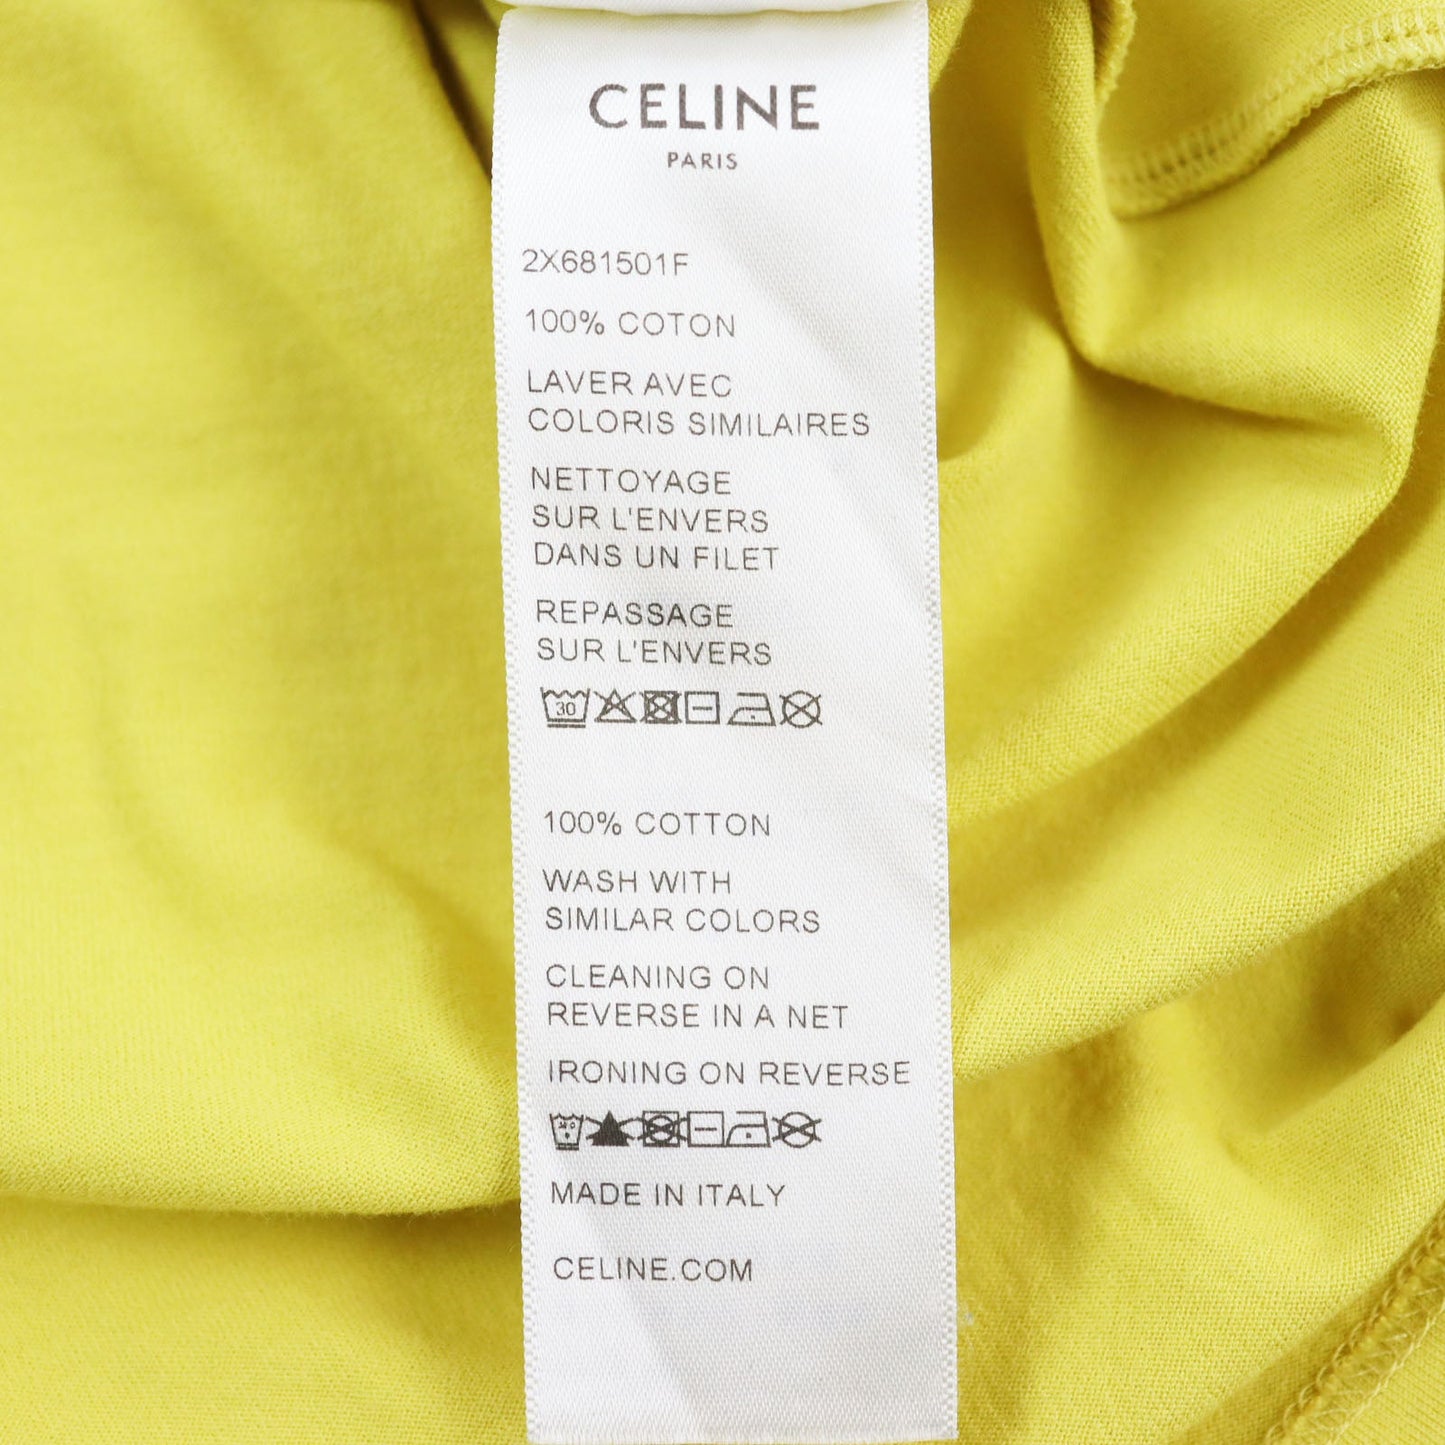 CELINE
PARIS
2X681501F
100% COTON
LAVER AVEC
COLORIS SIMILAIRES
NETTOYAGE
SUR L'ENVERS
DANS UN FILET
REPASSAGE
SUR L'ENVERS
30
100% COTTON
WASH WITH
SIMILAR COLORS
CLEANING ON
REVERSE IN A NET
IRONING ON REVERSE
MADE IN ITALY
CELINE.COM